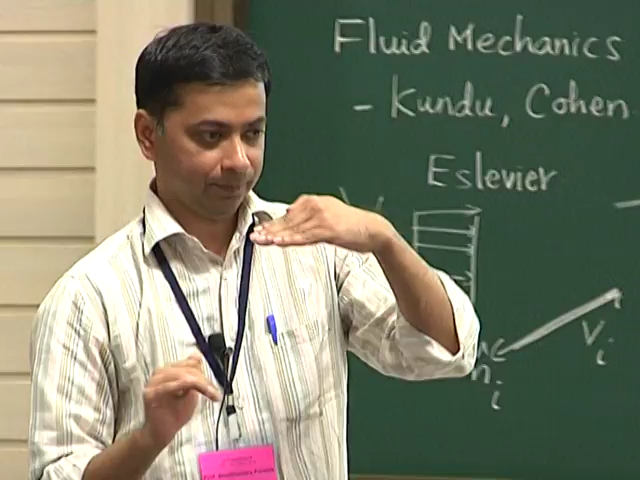 Fluid Mechanics
- Kundu, Cohen
Eslevier
V i
n i